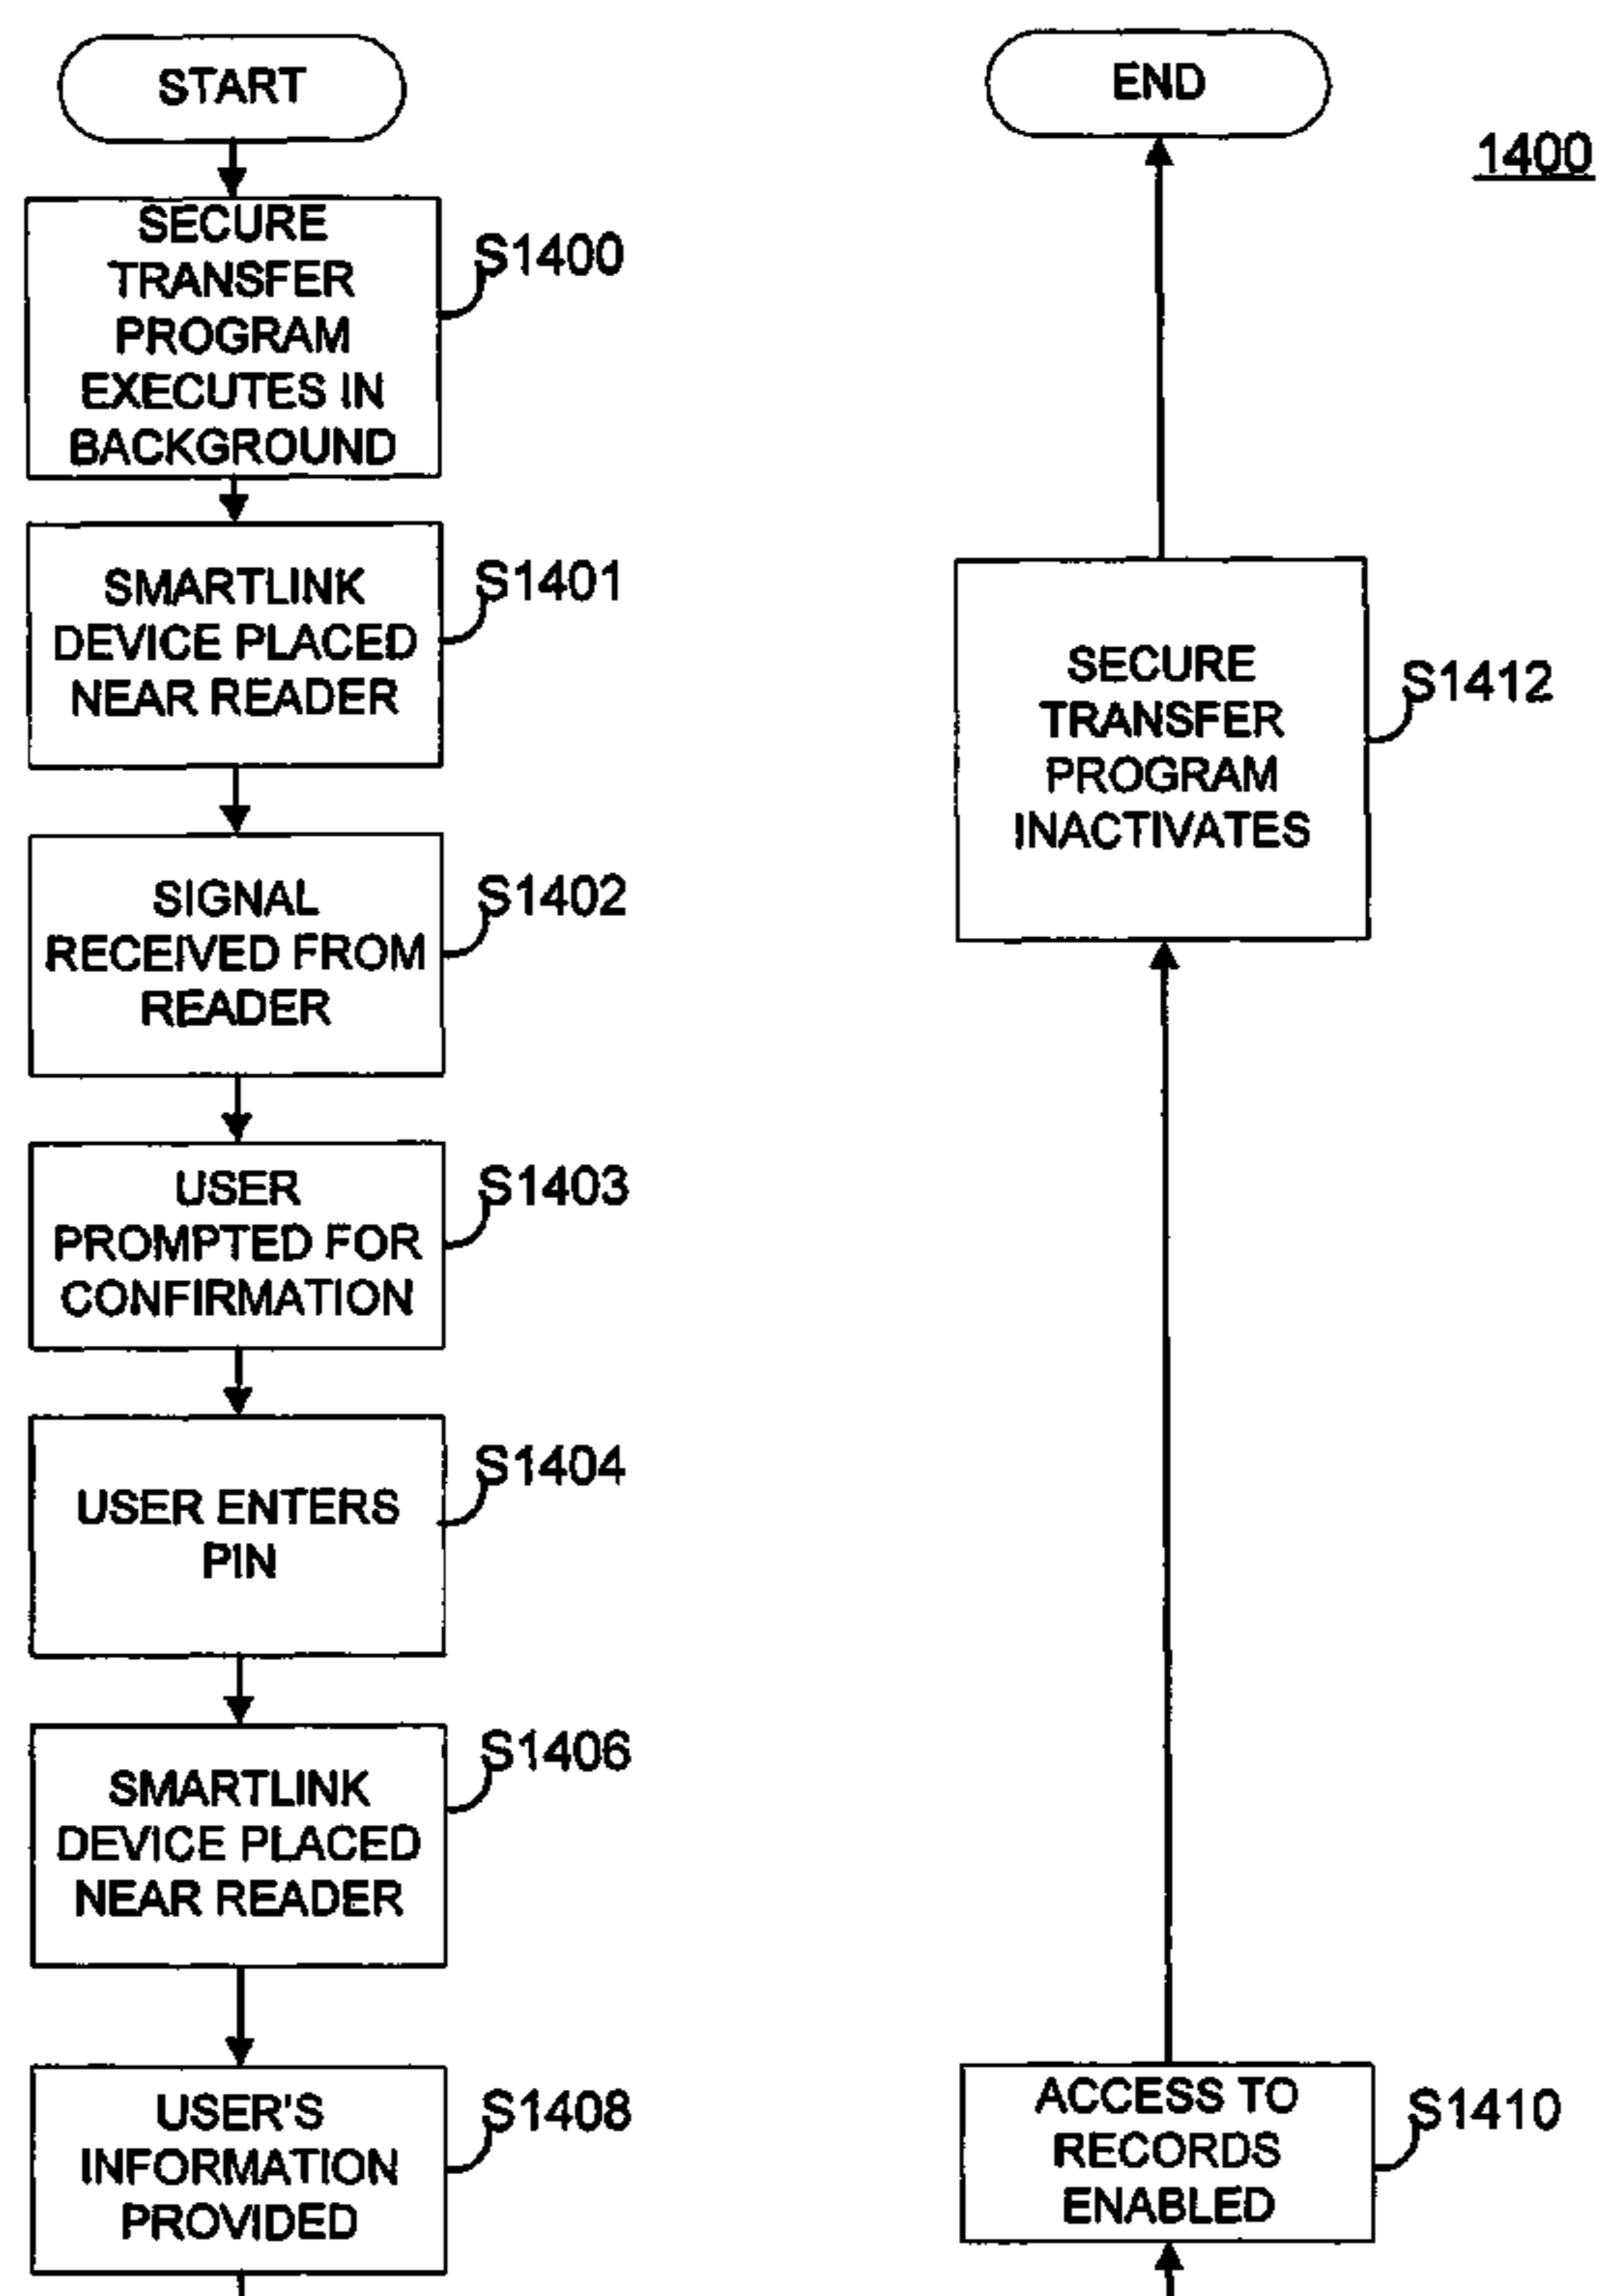 START
SECURE
TRANSFER
PROGRAM
EXECUTES IN
BACKGROUND
S1400
SMARTLINK
DEVICE PLACED
NEAR READER
S1401
SIGNAL
RECEIVED FROM
READER
S1402
USER
PROMPTED FOR
CONFIRMATION
S1403
USER ENTERS
PIN
S1404
SMARTLINK
DEVICE PLACED
NEAR READER
S1406
USER'S
INFORMATION
PROVIDED
S1408
END
1400
SECURE
TRANSFER
PROGRAM
INACTIVATES
S1412
ACCESS TO
RECORDS
ENABLED
S1410